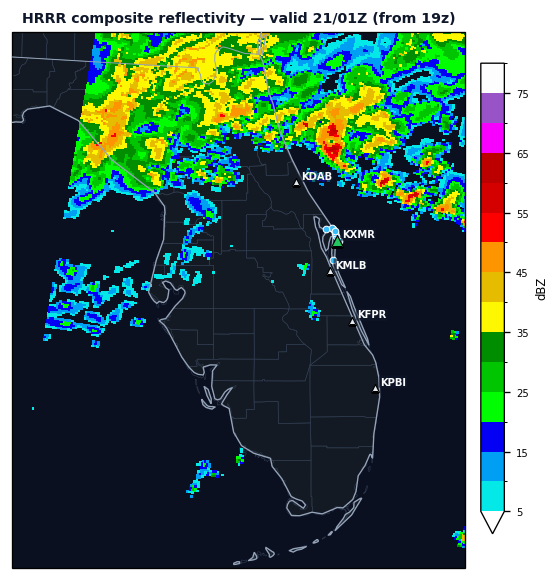 HRRR composite reflectivity — valid 21/01Z (from 19z)
KDAB
KXMR
KMLB
KFPR
KPBI
75
65
55
45
35
25
15
5
dBZ